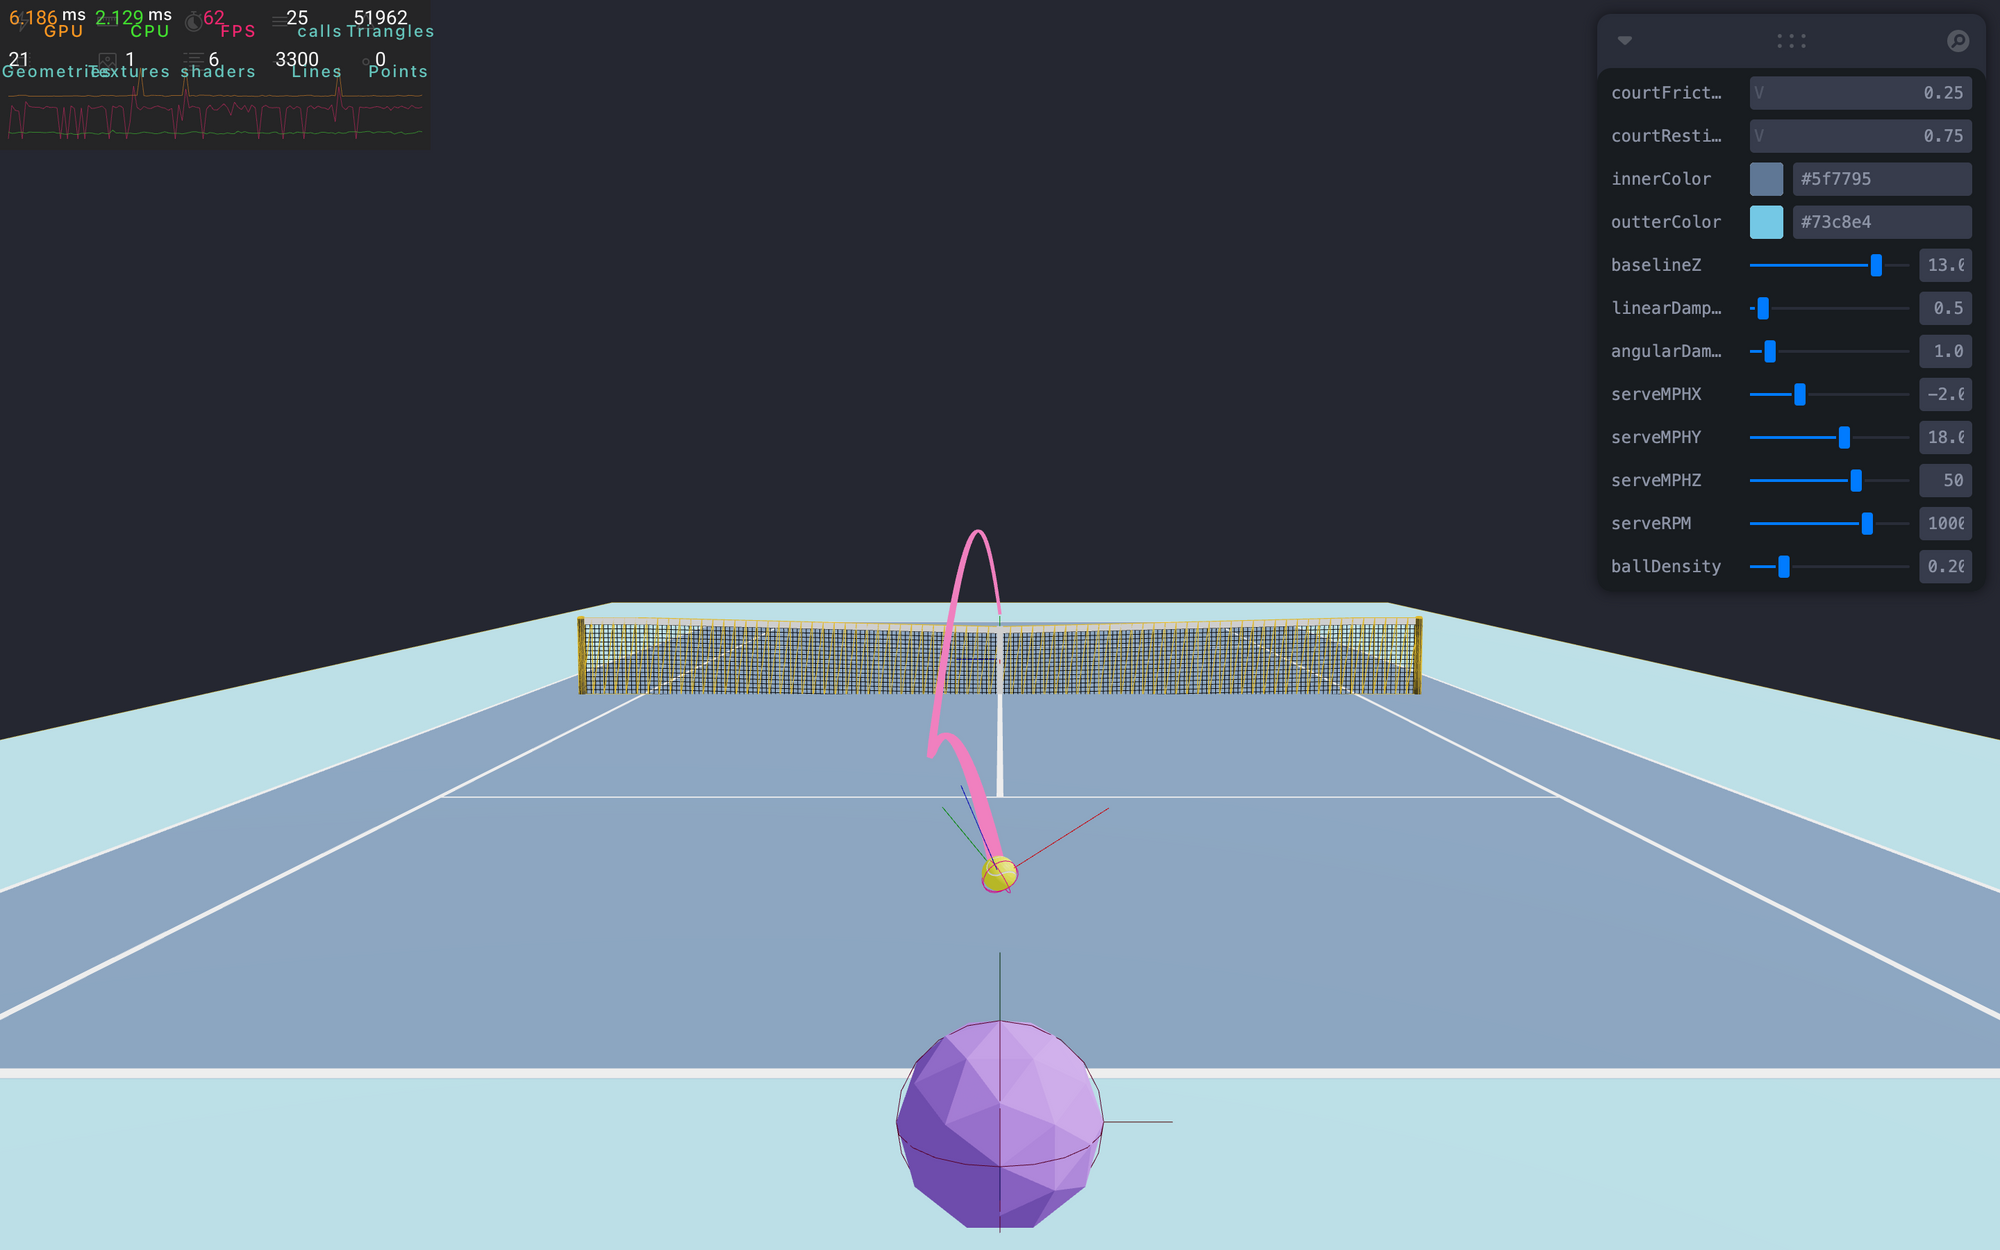 6.186 ms 2.129 ms 62 25 51962
GPU CPU FPS calls Triangles
21 1 6 3300 0
Geometries Textures shaders Lines Points
courtFrict… V 0.25
courtResti… V 0.75
innerColor #5f7795
outterColor #73c8e4
baselineZ 13.0
linearDamp… 0.5
angularDam… 1.0
serveMPHX -2.0
serveMPHY 18.0
serveMPHZ 50
serveRPM 1000
ballDensity 0.20